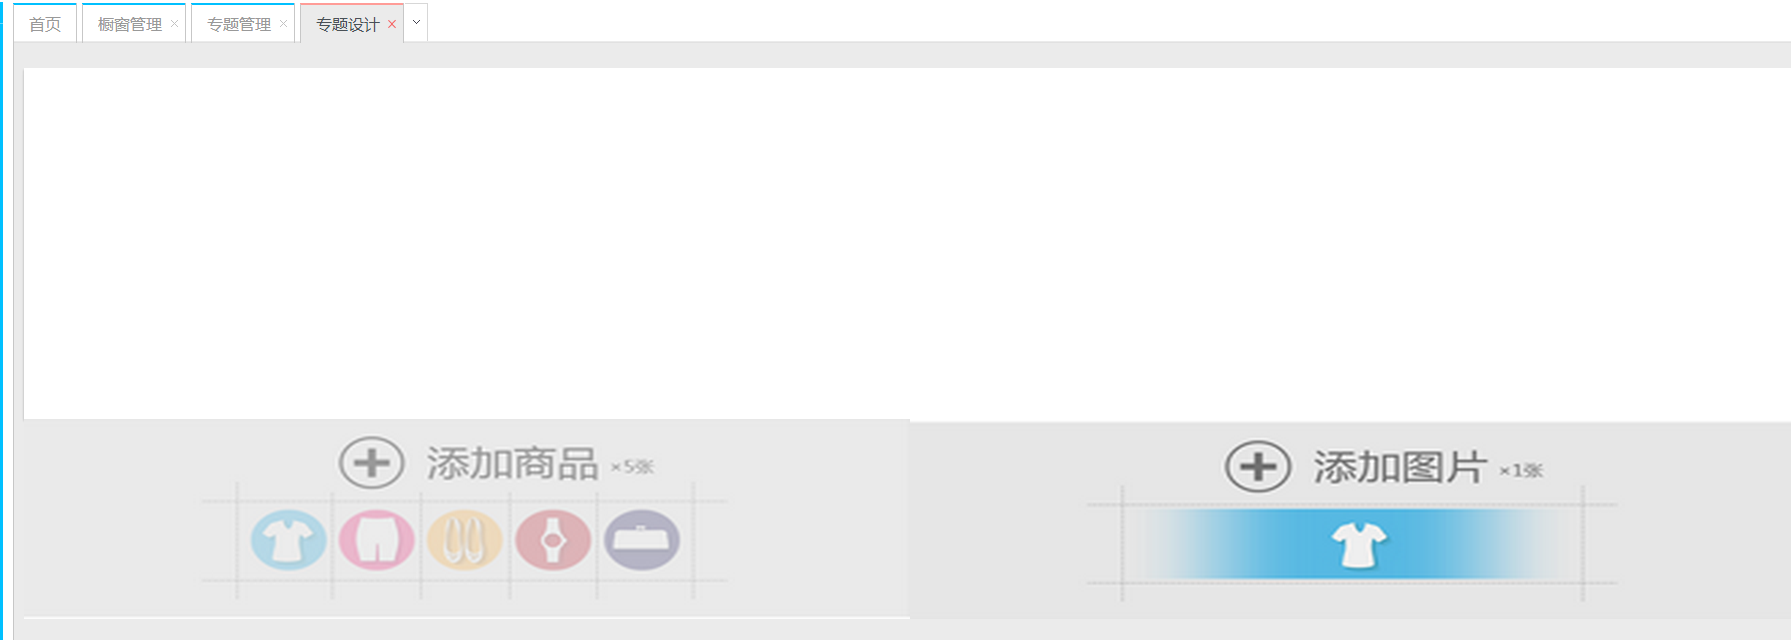 首页 橱窗管理 × 专题管理 × 专题设计 ×
添加商品 ×5张
添加图片 ×1张